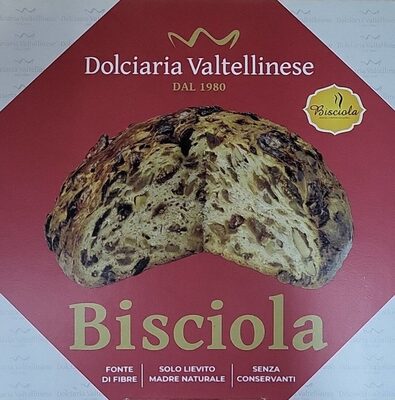 Dolciaria Valtellinese
DAL 1980
Bisciola
Bisciola
FONTE
DI FIBRE
SOLO LIEVITO
MADRE NATURALE
SENZA
CONSERVANTI